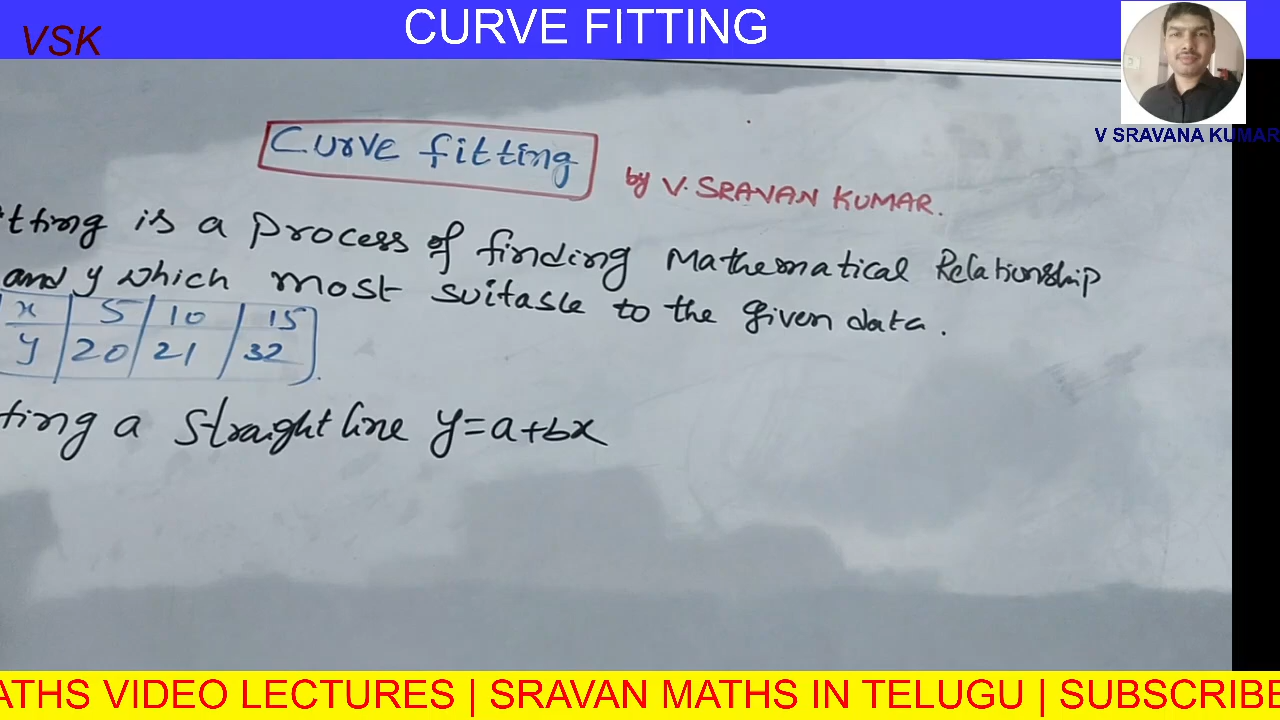 CURVE FITTING
VSK
V SRAVANA KUMAR
Curve fitting
by V. SRAVAN KUMAR.
tting is a Process of finding Mathematical Relationship
and y which most suitable to the given data.
x 5 10 15
y 20 21 32
ting a Straight line y=a+bx
ATHS VIDEO LECTURES | SRAVAN MATHS IN TELUGU | SUBSCRIBE